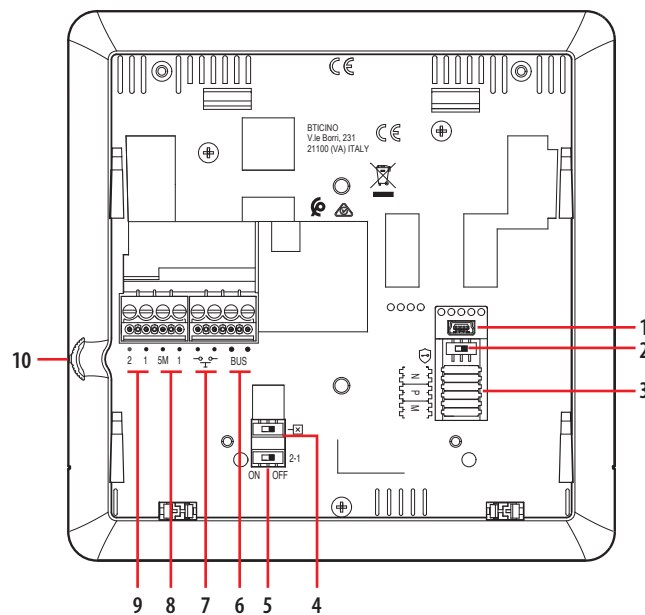 CE
BTICINO
V.le Borri, 231
21100 (VA) ITALY
CE
1
2
3
N
P
M
10
2 1 5M 1 BUS
2-1
ON OFF
9 8 7 6 5 4